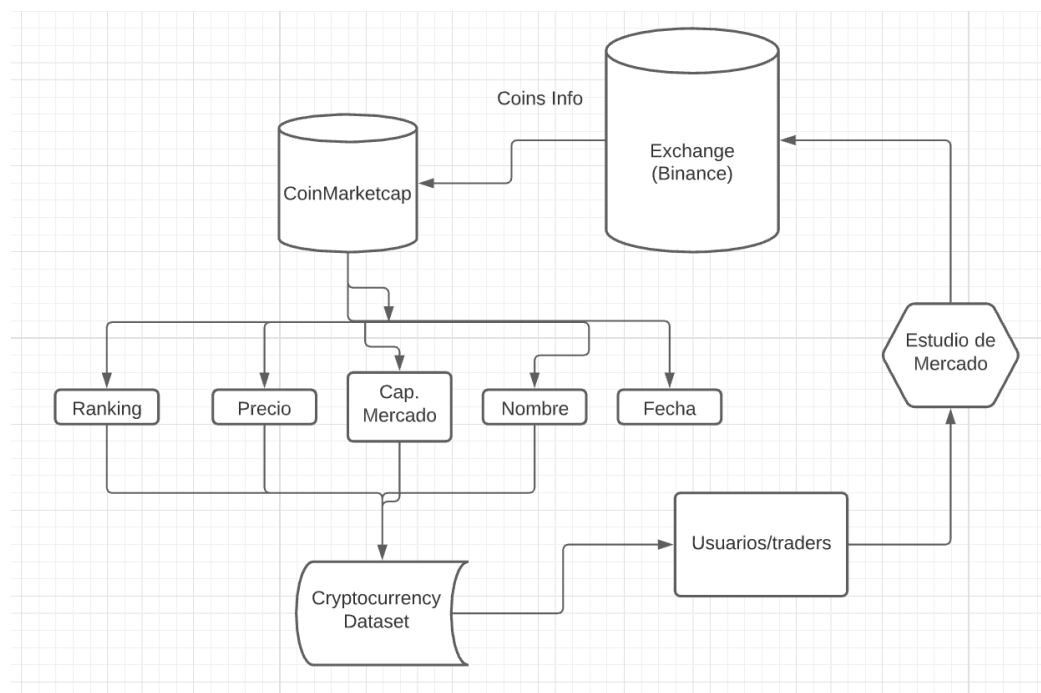 Coins Info
Exchange
(Binance)
CoinMarketcap
Estudio de
Mercado
Ranking
Precio
Cap.
Mercado
Nombre
Fecha
Usuarios/traders
Cryptocurrency
Dataset